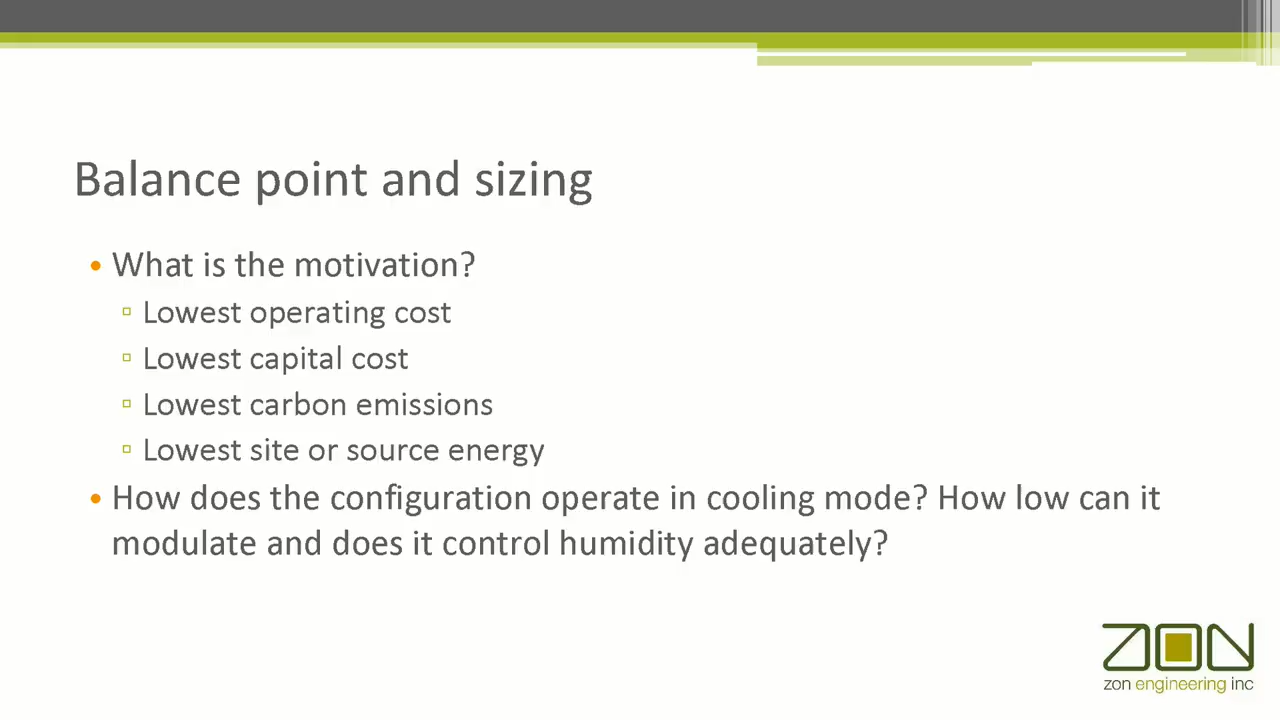 Balance point and sizing
• What is the motivation?
▫ Lowest operating cost
▫ Lowest capital cost
▫ Lowest carbon emissions
▫ Lowest site or source energy
• How does the configuration operate in cooling mode? How low can it
modulate and does it control humidity adequately?
ZON
zon engineering inc